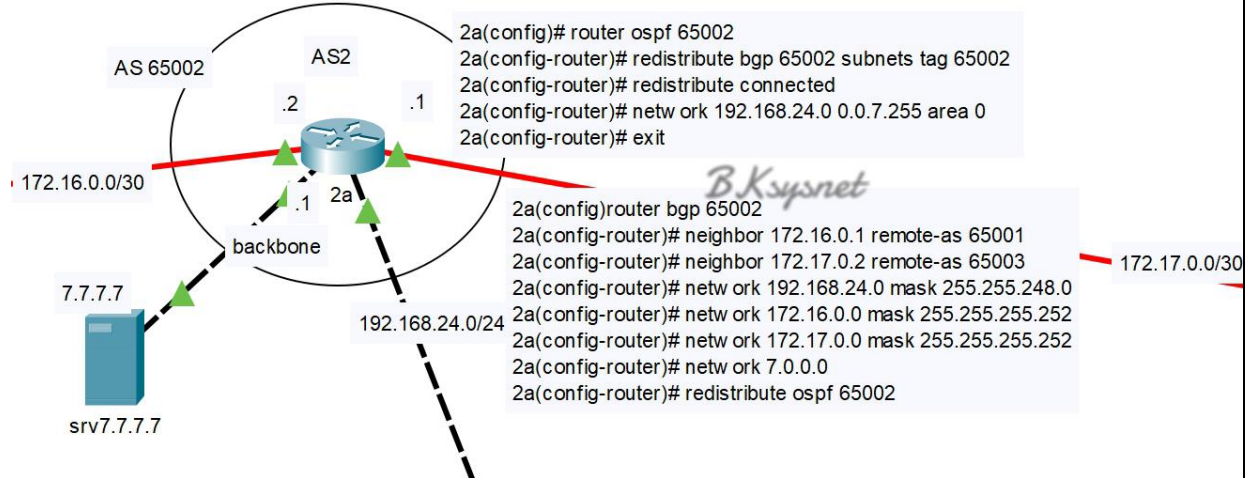 2a(config)# router ospf 65002
2a(config-router)# redistribute bgp 65002 subnets tag 65002
2a(config-router)# redistribute connected
2a(config-router)# netw ork 192.168.24.0 0.0.7.255 area 0
2a(config-router)# exit
AS 65002
AS2
.2
.1
172.16.0.0/30
.1
2a
backbone
BKsysnet
2a(config)router bgp 65002
2a(config-router)# neighbor 172.16.0.1 remote-as 65001
2a(config-router)# neighbor 172.17.0.2 remote-as 65003
2a(config-router)# netw ork 192.168.24.0 mask 255.255.248.0
2a(config-router)# netw ork 172.16.0.0 mask 255.255.255.252
2a(config-router)# netw ork 172.17.0.0 mask 255.255.255.252
2a(config-router)# netw ork 7.0.0.0
2a(config-router)# redistribute ospf 65002
172.17.0.0/30
7.7.7.7
192.168.24.0/24
srv7.7.7.7